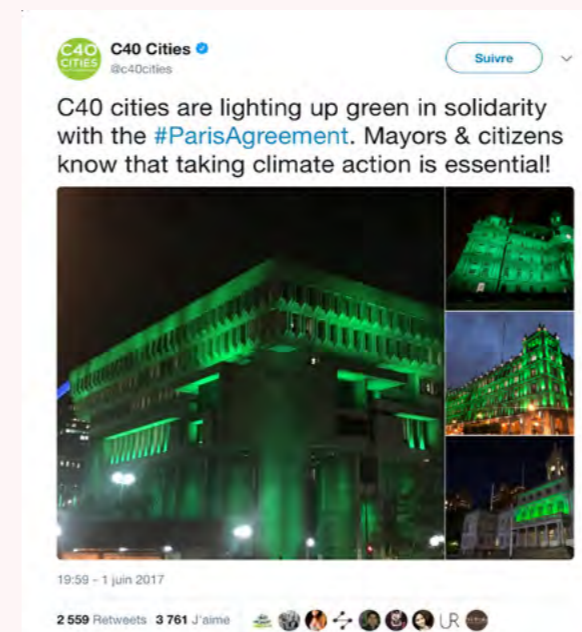 C40
CITIES
C40 Cities
@c40cities
Suivre
C40 cities are lighting up green in solidarity
with the #ParisAgreement. Mayors & citizens
know that taking climate action is essential!
19:59 - 1 juin 2017
2 559 Retweets 3 761 J'aime
UR